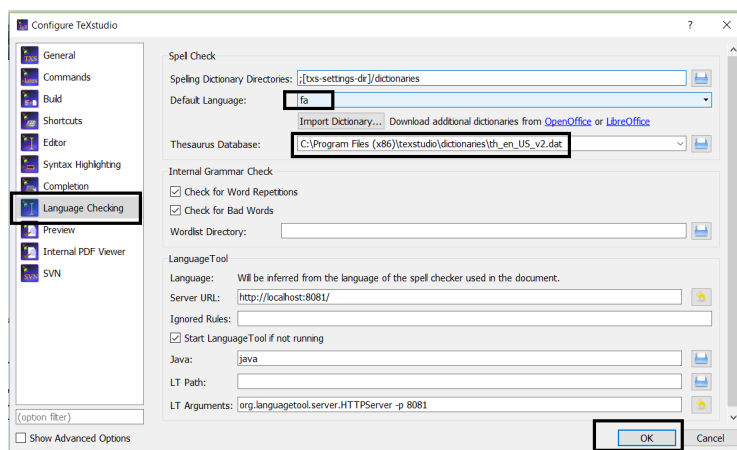 Configure TeXstudio
General
Commands
Build
Shortcuts
Editor
Syntax Highlighting
Completion
Language Checking
Preview
Internal PDF Viewer
SVN
(option filter)
Show Advanced Options
Spell Check
Spelling Dictionary Directories: ;[txs-settings-dir]/dictionaries
Default Language: fa
Import Dictionary... Download additional dictionaries from OpenOffice or LibreOffice
Thesaurus Database: C:\Program Files (x86)\texstudio\dictionaries\th_en_US_v2.dat
Internal Grammar Check
Check for Word Repetitions
Check for Bad Words
Wordlist Directory:
LanguageTool
Language: Will be inferred from the language of the spell checker used in the document.
Server URL: http://localhost:8081/
Ignored Rules:
Start LanguageTool if not running
Java: java
LT Path:
LT Arguments: org.languagetool.server.HTTPServer -p 8081
OK Cancel